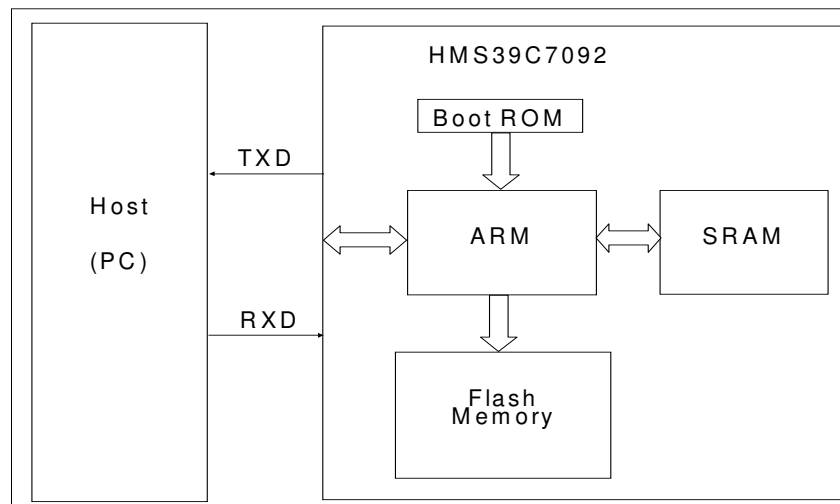 HMS39C7092
Boot ROM
TXD
Host
(PC)
ARM
SRAM
RXD
Flash
Memory